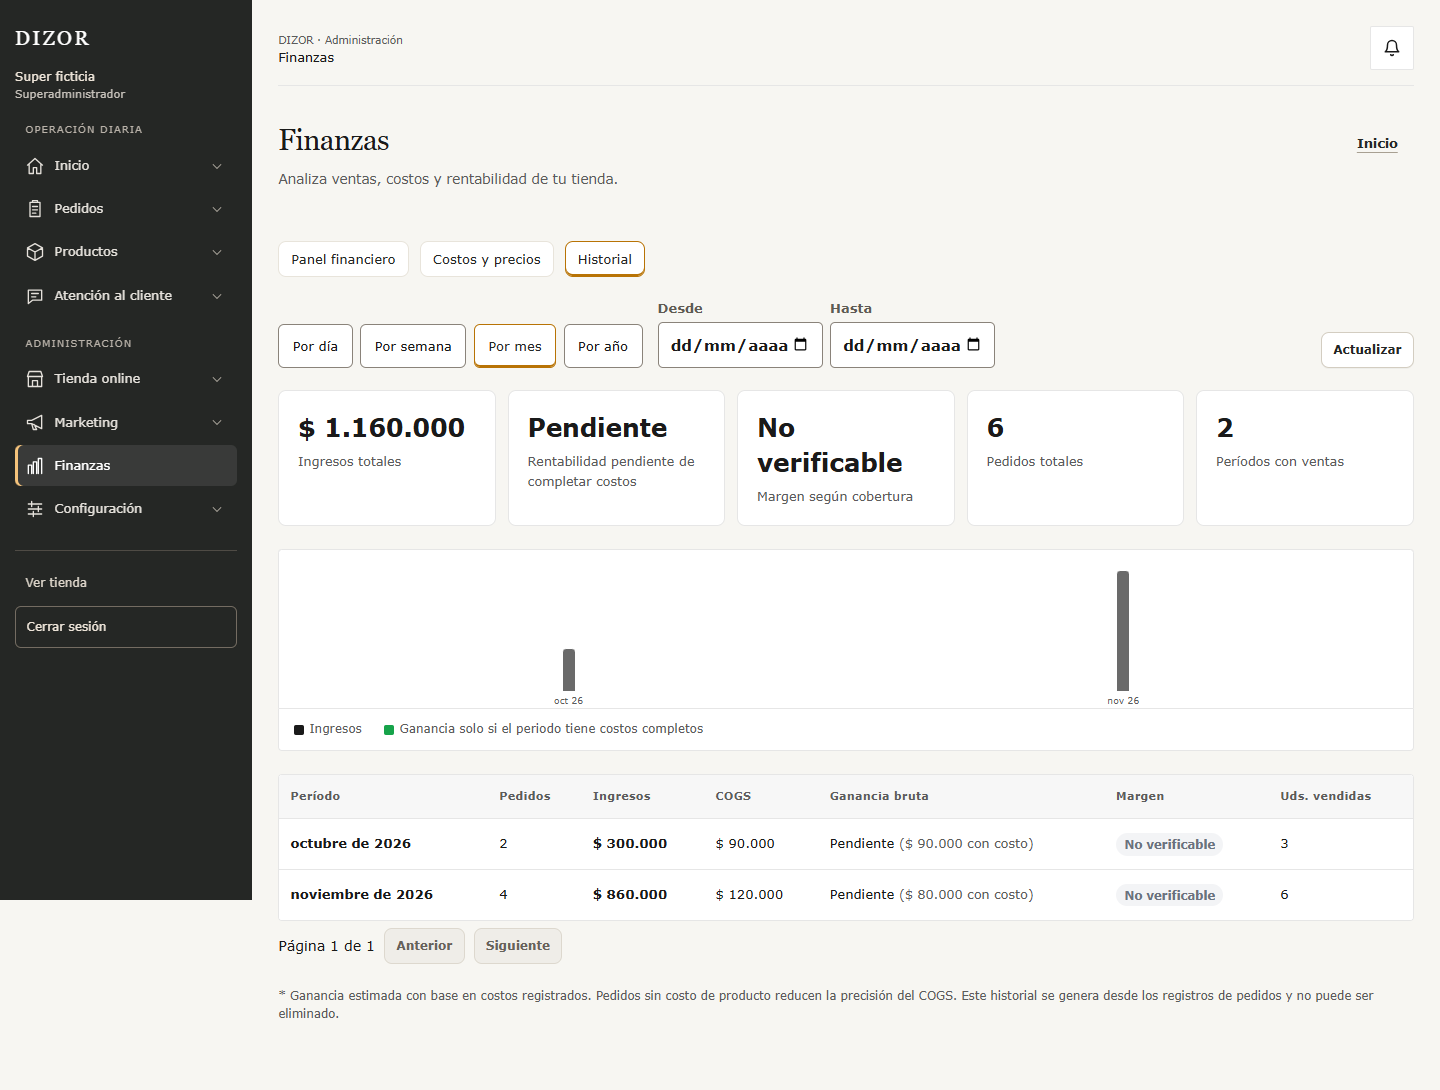 DIZOR
Super ficticia
Superadministrador
OPERACIÓN DIARIA
Inicio
Pedidos
Productos
Atención al cliente
ADMINISTRACIÓN
Tienda online
Marketing
Finanzas
Configuración
Ver tienda
Cerrar sesión
DIZOR · Administración
Finanzas
Finanzas
Inicio
Analiza ventas, costos y rentabilidad de tu tienda.
Panel financiero
Costos y precios
Historial
Por día
Por semana
Por mes
Por año
Desde
dd/mm/aaaa
Hasta
dd/mm/aaaa
Actualizar
$ 1.160.000
Ingresos totales
Pendiente
Rentabilidad pendiente de
completar costos
No
verificable
Margen según cobertura
6
Pedidos totales
2
Períodos con ventas
oct 26
nov 26
Ingresos
Ganancia solo si el periodo tiene costos completos
Período Pedidos Ingresos COGS Ganancia bruta Margen Uds. vendidas
octubre de 2026 2 $ 300.000 $ 90.000 Pendiente ($ 90.000 con costo) No verificable 3
noviembre de 2026 4 $ 860.000 $ 120.000 Pendiente ($ 80.000 con costo) No verificable 6
Página 1 de 1 Anterior Siguiente
* Ganancia estimada con base en costos registrados. Pedidos sin costo de producto reducen la precisión del COGS. Este historial se genera desde los registros de pedidos y no puede ser
eliminado.